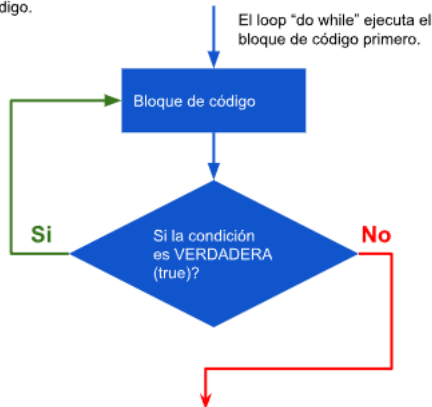 digo.
El loop “do while” ejecuta el
bloque de código primero.
Bloque de código
Si la condición
es VERDADERA
(true)?
Si
No